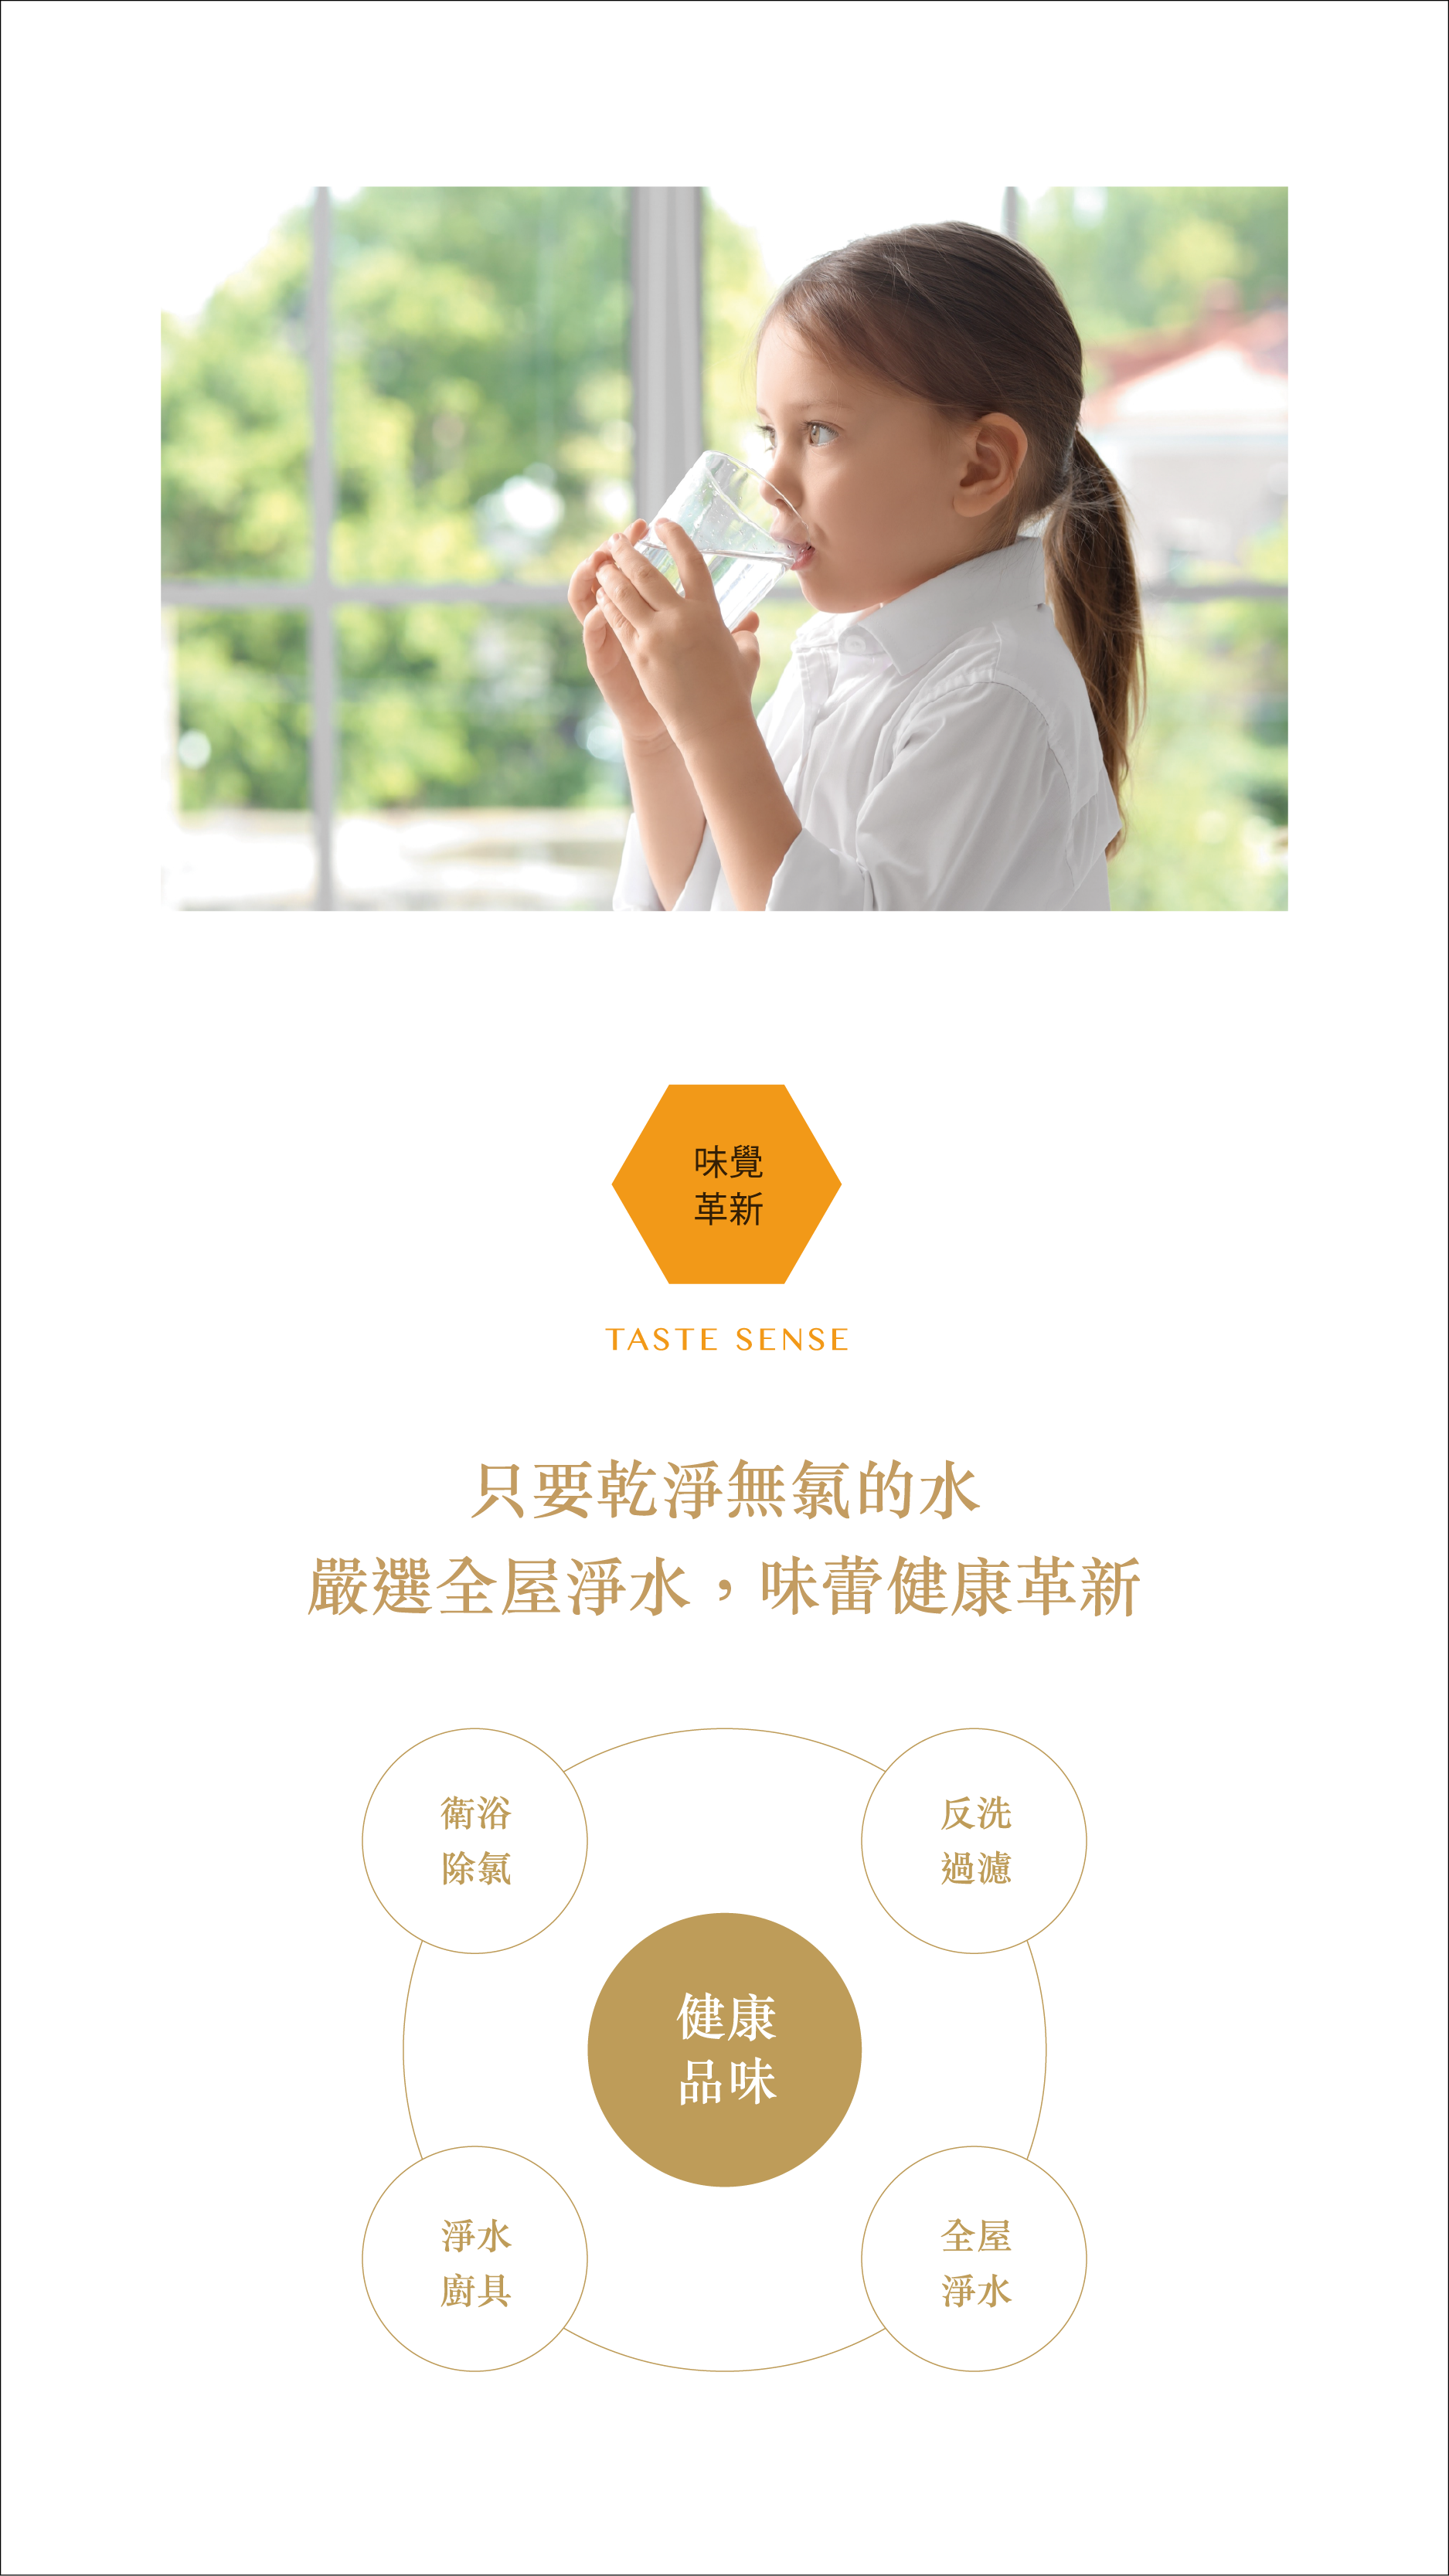 味覺
革新
TASTE SENSE
只要乾淨無氯的水
嚴選全屋淨水，味蕾健康革新
衛浴
除氯
反洗
過濾
健康
品味
淨水
廚具
全屋
淨水